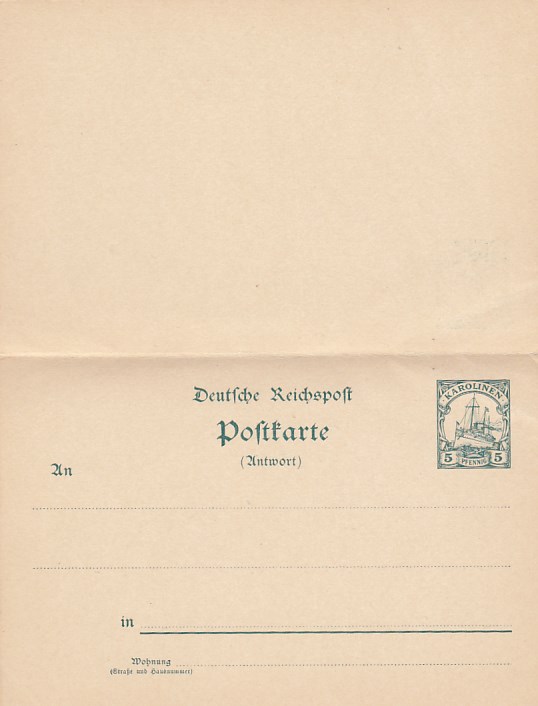 Deutsche Reichspost
KAROLINEN
Postkarte
(Antwort)
5 PFENNIG 5
An
in
Wohnung
(Straße und Hausnummer)